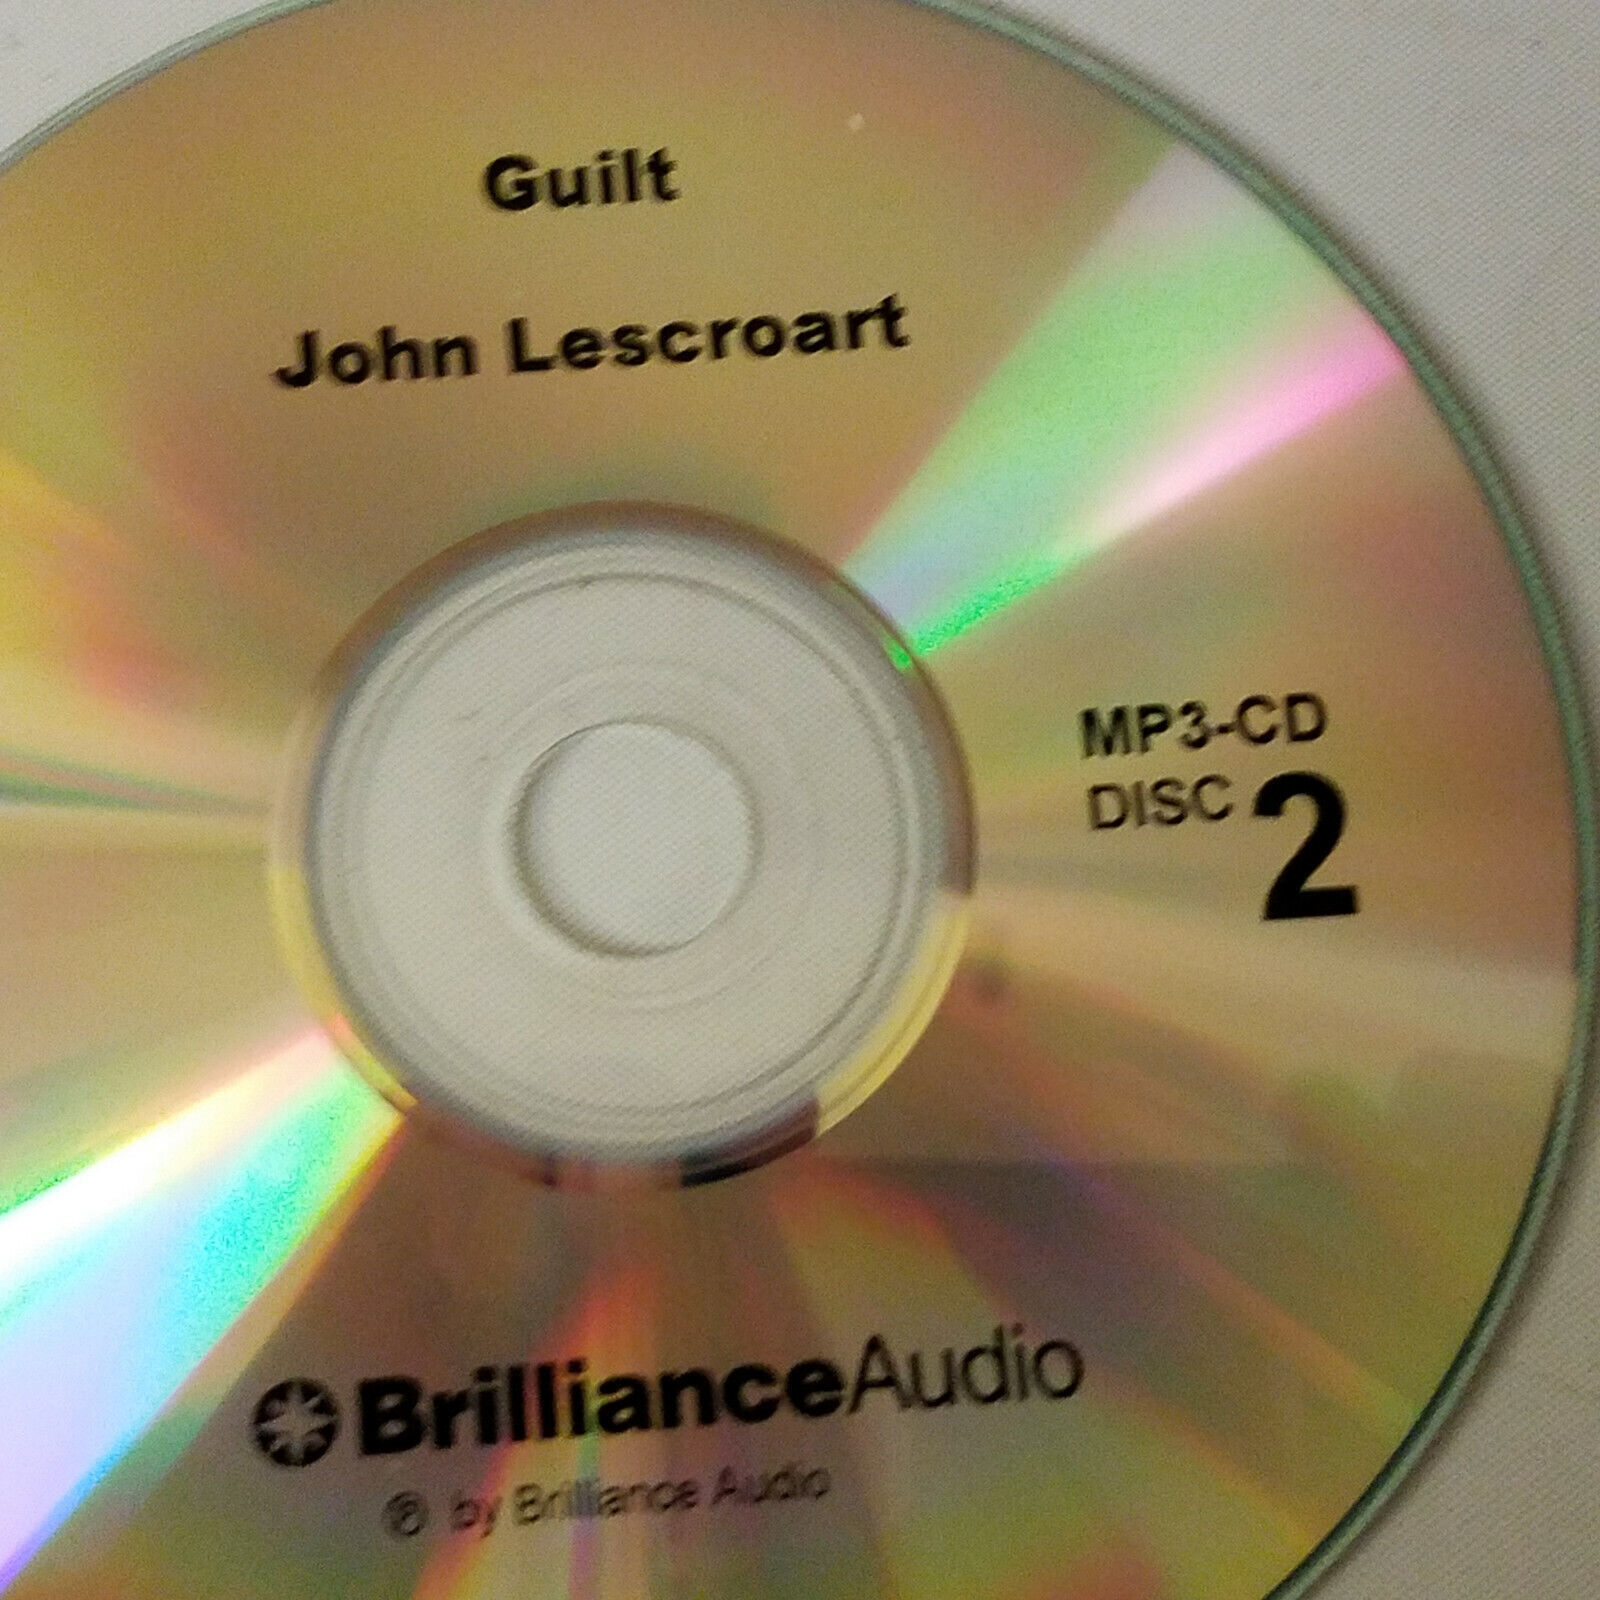 Guilt
John Lescroart
MP3-CD
DISC 2
BrillianceAudio
℗ by Brilliance Audio